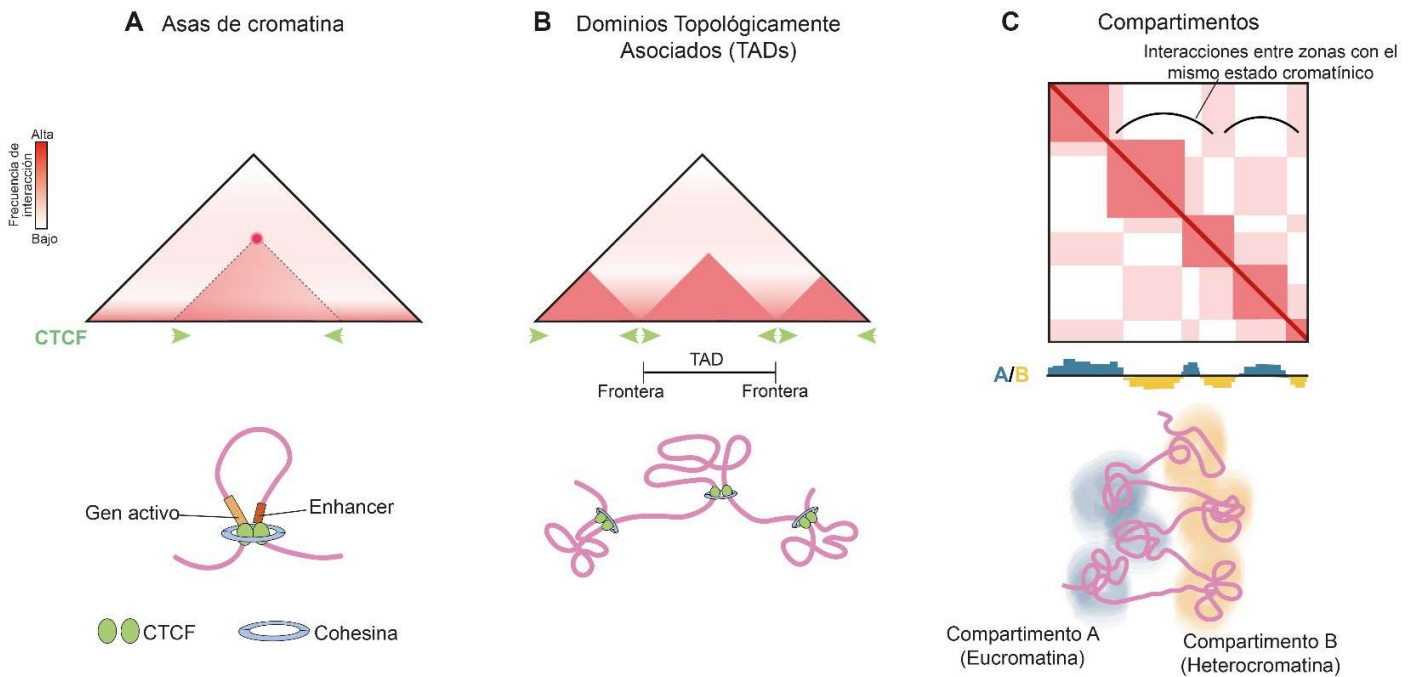 A Asas de cromatina
Alta
Frecuencia de
interacción
Bajo
CTCF
Gen activo
Enhancer
CTCF
Cohesina
B Dominios Topológicamente
Asociados (TADs)
TAD
Frontera
Frontera
C Compartimentos
Interacciones entre zonas con el
mismo estado cromatínico
A/B
Compartimento A
(Eucromatina)
Compartimento B
(Heterocromatina)